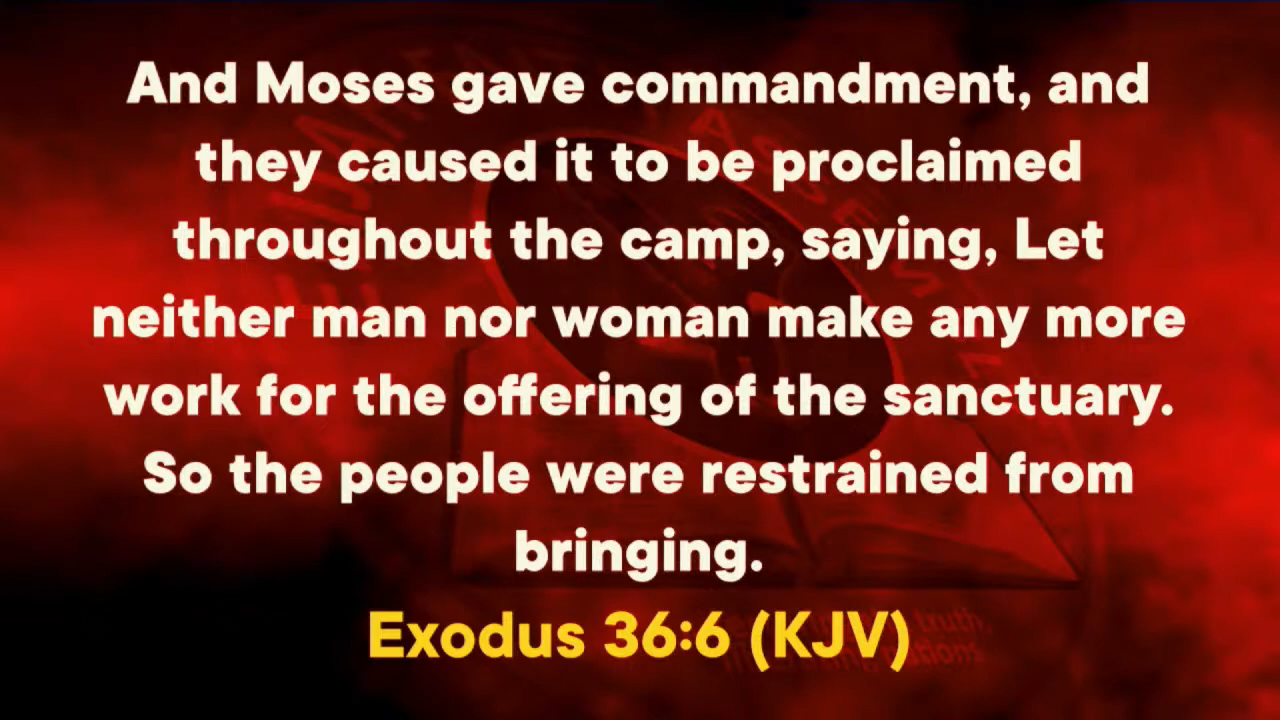 And Moses gave commandment, and
they caused it to be proclaimed
throughout the camp, saying, Let
neither man nor woman make any more
work for the offering of the sanctuary.
So the people were restrained from
bringing.
Exodus 36:6 (KJV)
truth,
nations